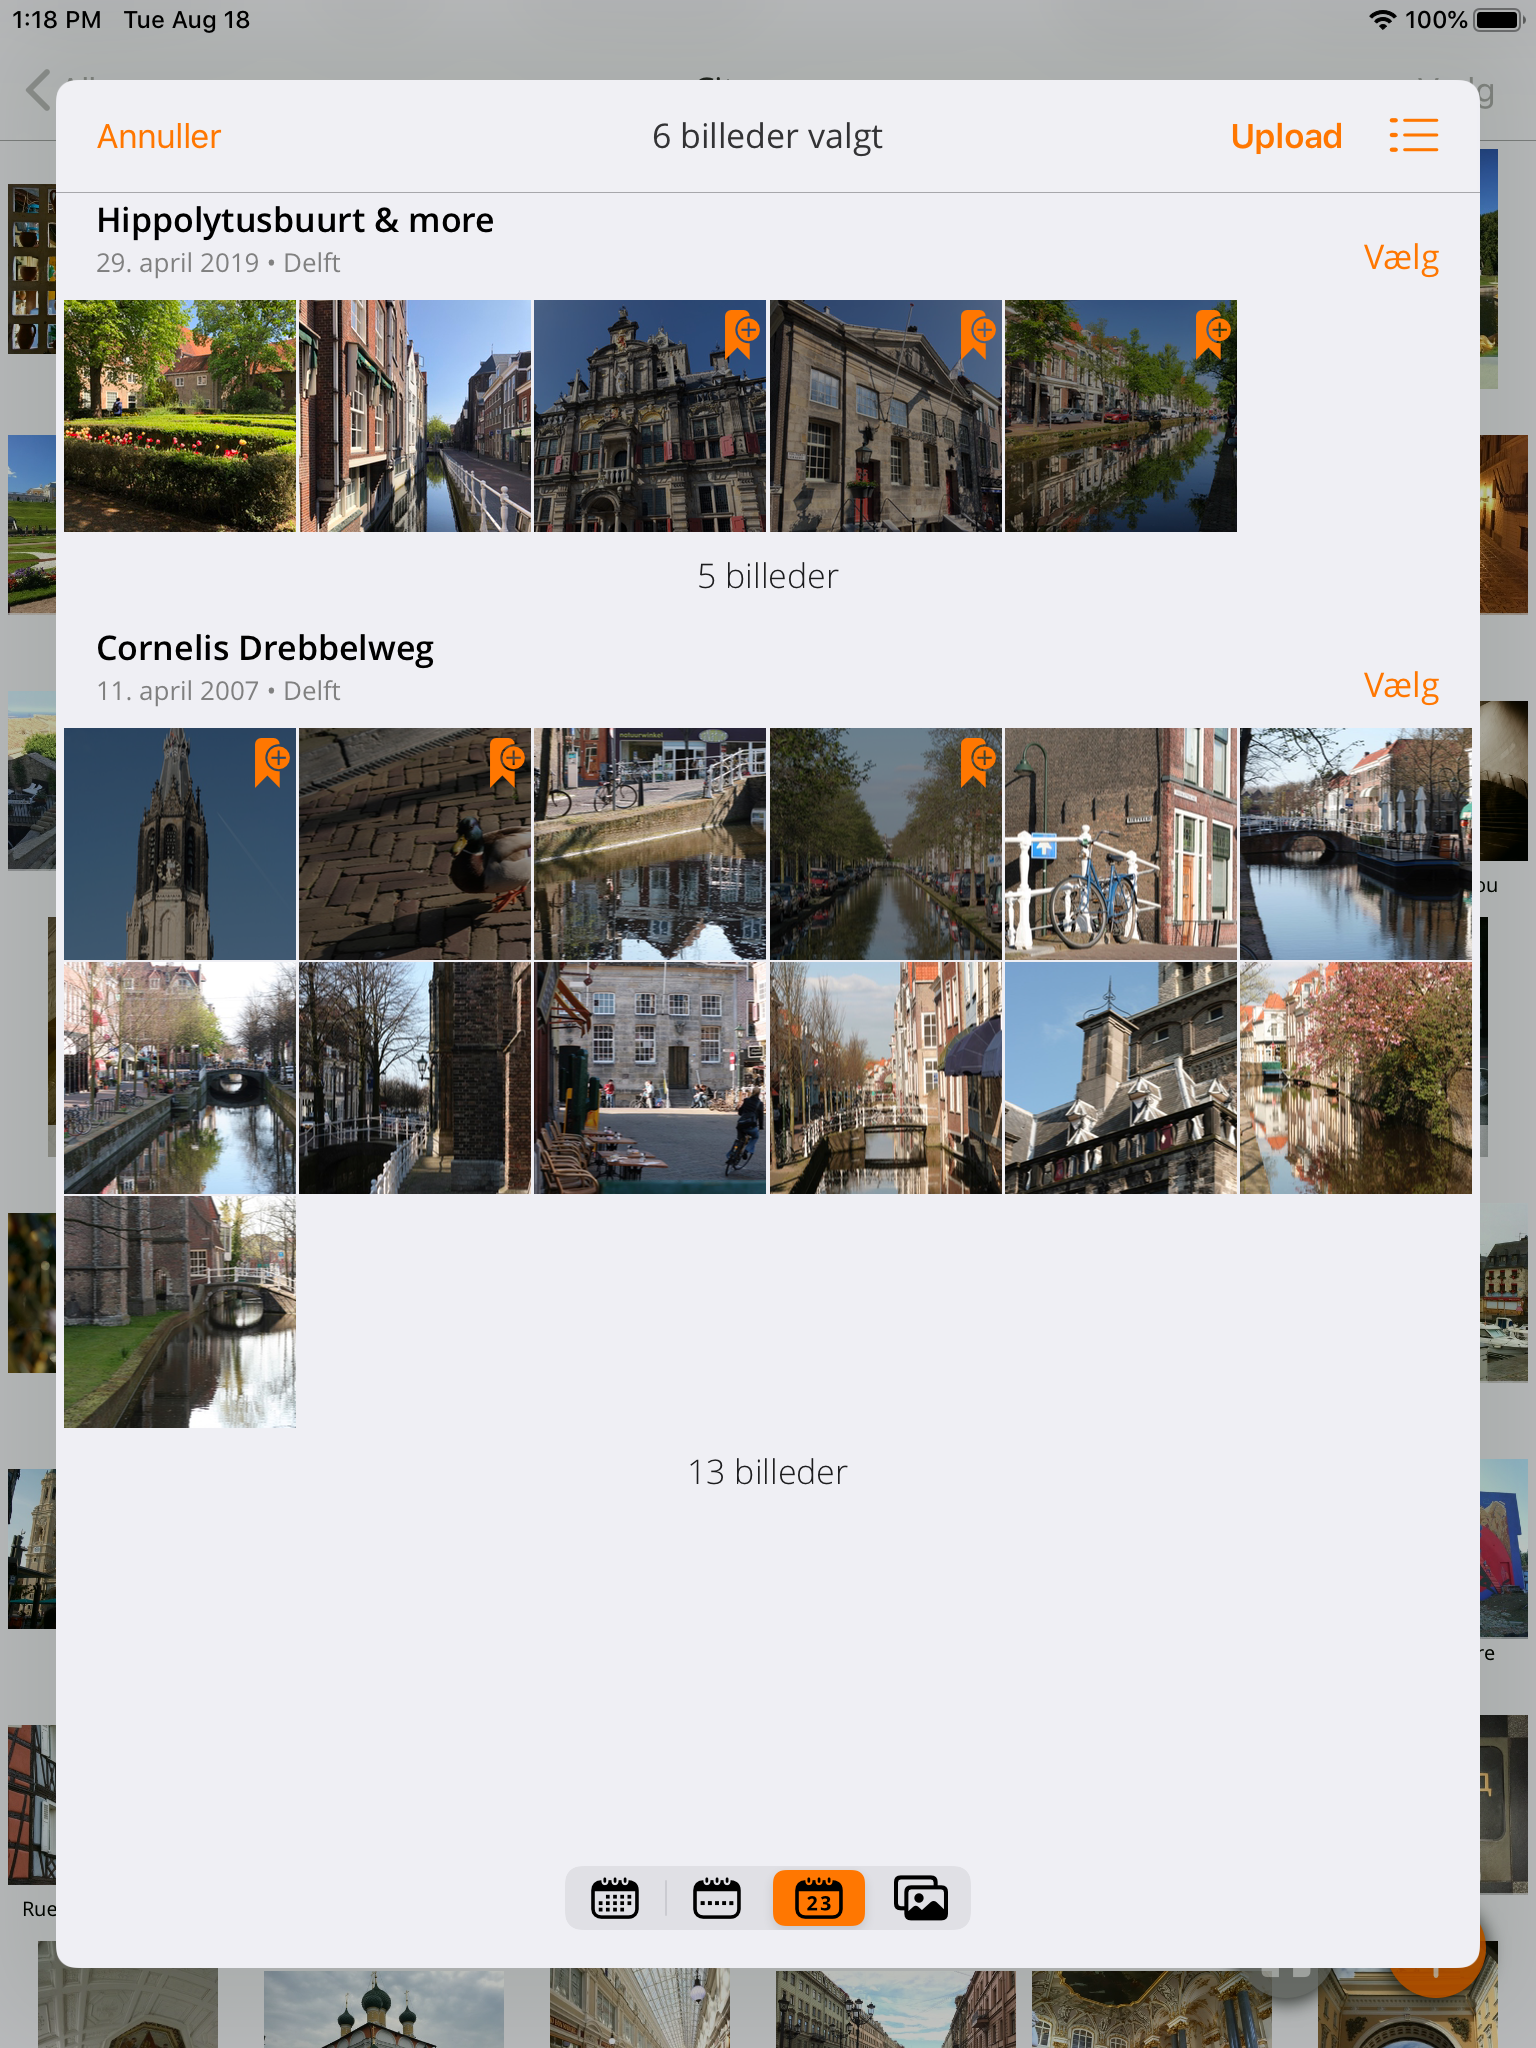 1:18 PM Tue Aug 18 100%
Annuller 6 billeder valgt Upload
Hippolytusbuurt & more
29. april 2019 • Delft
Vælg
5 billeder
Cornelis Drebbelweg
11. april 2007 • Delft
Vælg
natuurwinkel
13 billeder
Rue
23